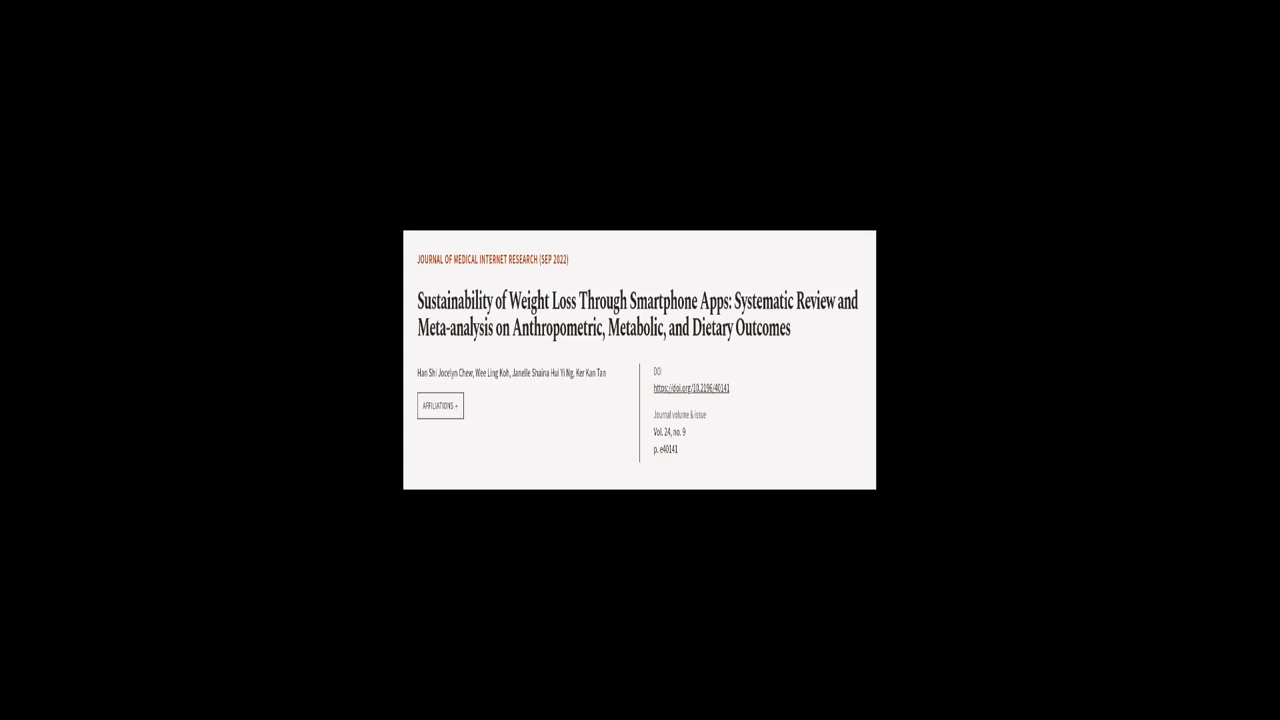 JOURNAL OF MEDICAL INTERNET RESEARCH (SEP 2022)
Sustainability of Weight Loss Through Smartphone Apps: Systematic Review and
Meta-analysis on Anthropometric, Metabolic, and Dietary Outcomes
Han Shi Jocelyn Chew, Wee Ling Koh, Janelle Shaina Hui Yi Ng, Ker Kan Tan
AFFILIATIONS +
DOI
https://doi.org/10.2196/40141
Journal volume & issue
Vol. 24, no. 9
p. e40141